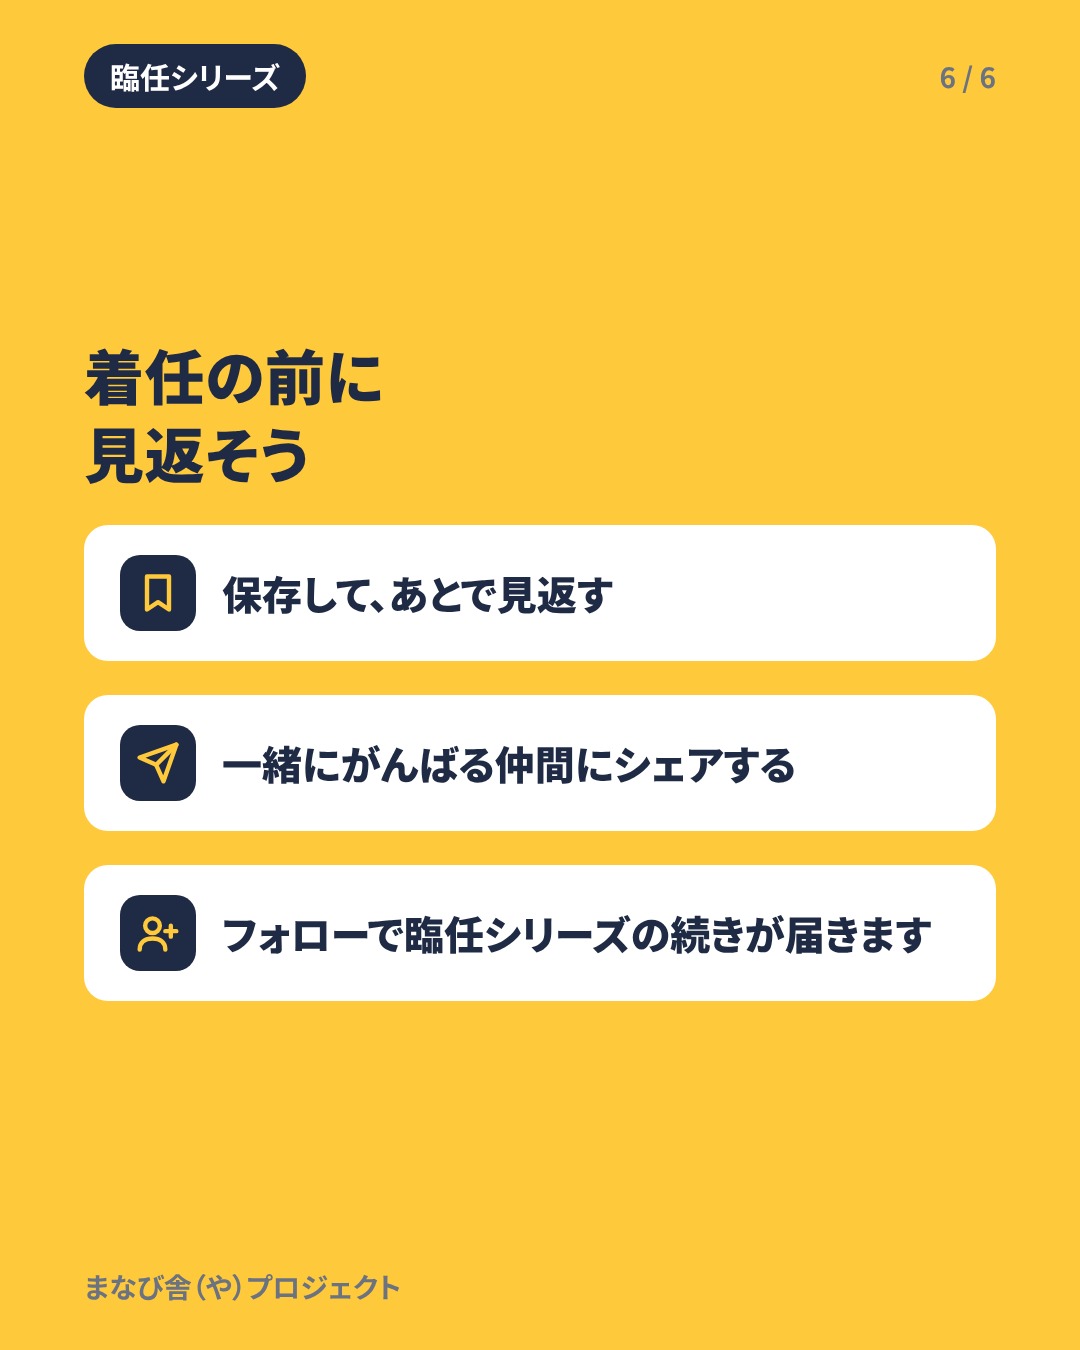 臨任シリーズ
6 / 6
着任の前に
見返そう
保存して、あとで見返す
一緒にがんばる仲間にシェアする
フォローで臨任シリーズの続きが届きます
まなび舎（や）プロジェクト